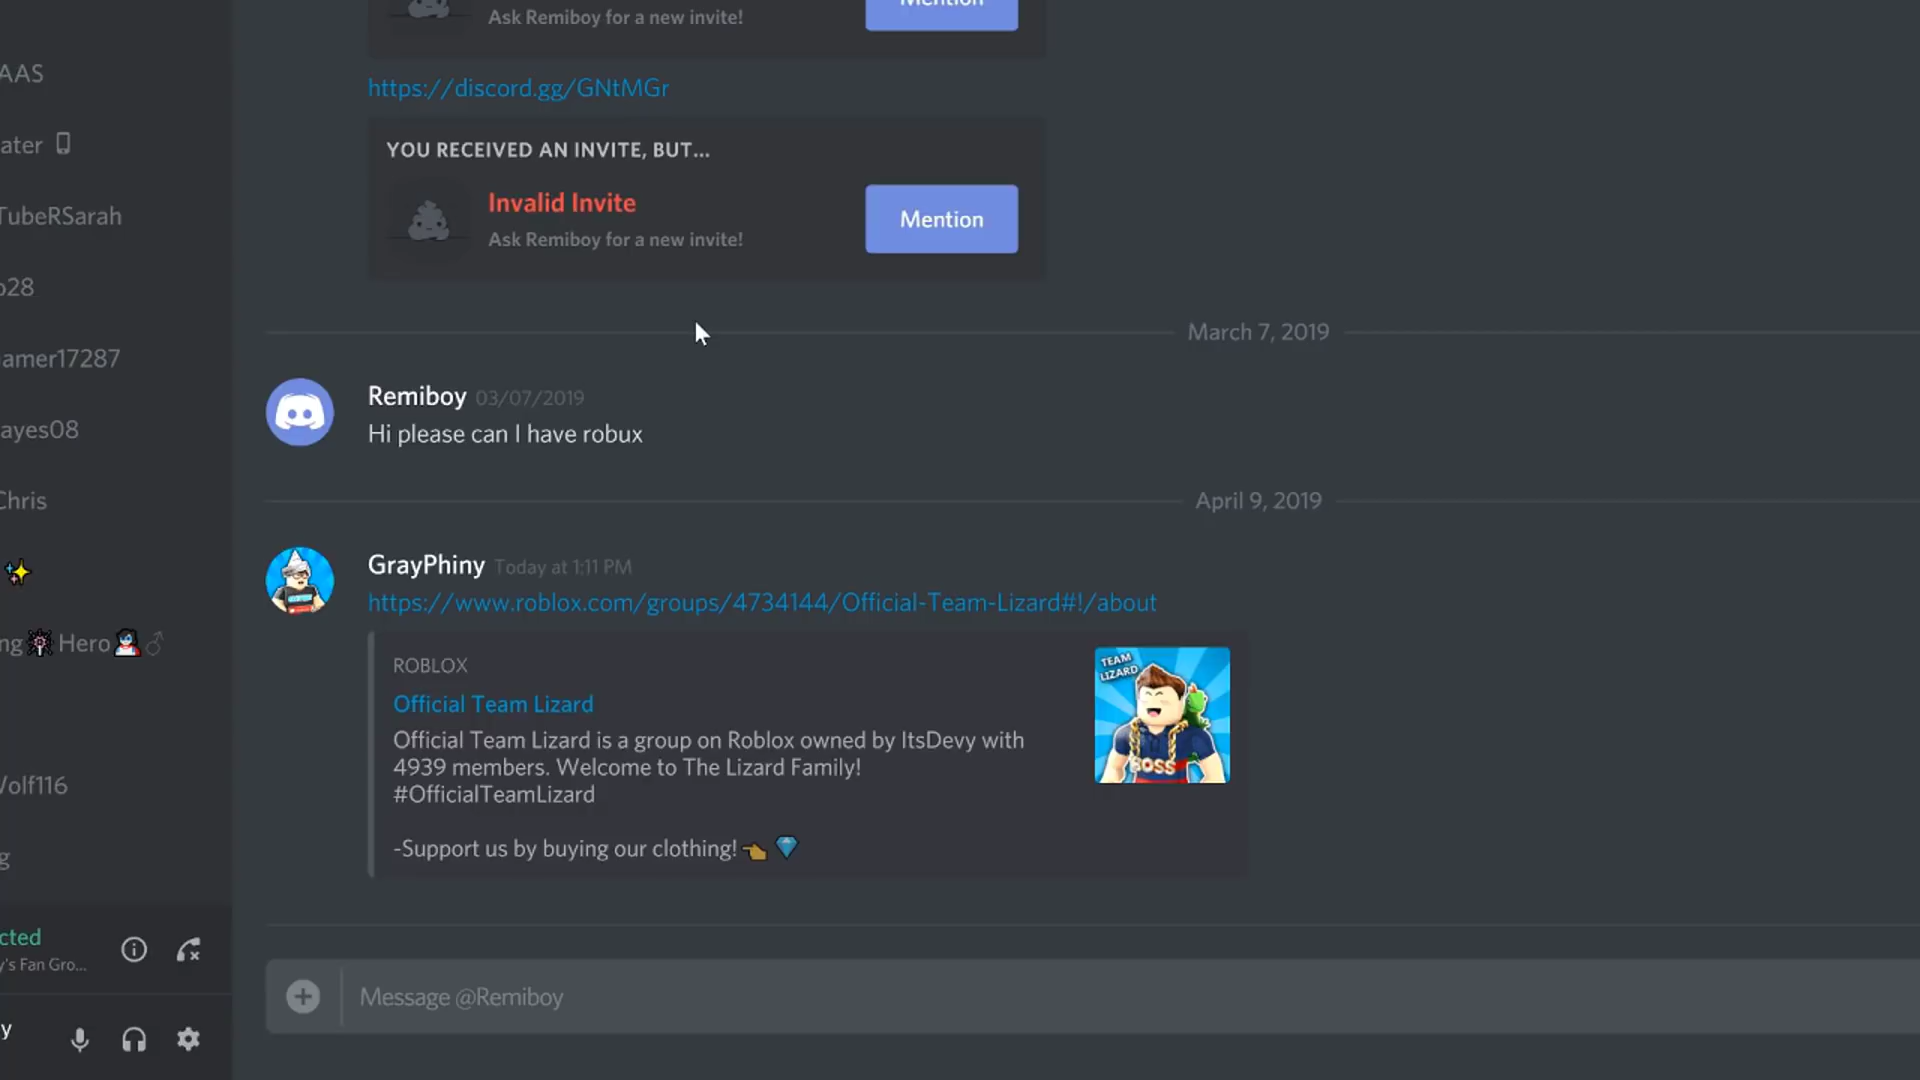 Ask Remiboy for a new invite!
Mention
AAS
https://discord.gg/GNtMGr
ater
YOU RECEIVED AN INVITE, BUT...
Invalid Invite
Ask Remiboy for a new invite!
Mention
TubeRSarah
o28
March 7, 2019
amer17287
Remiboy 03/07/2019
Hi please can I have robux
ayes08
Chris
April 9, 2019
GrayPhiny Today at 1:11 PM
https://www.roblox.com/groups/4734144/Official-Team-Lizard#!/about
ng Hero
ROBLOX
Official Team Lizard
Official Team Lizard is a group on Roblox owned by ItsDevy with
4939 members. Welcome to The Lizard Family!
#OfficialTeamLizard
-Support us by buying our clothing!👈💎
TEAM
LIZARD
BOSS
Wolf116
g
cted
y's Fan Gro...
Message @Remiboy
y